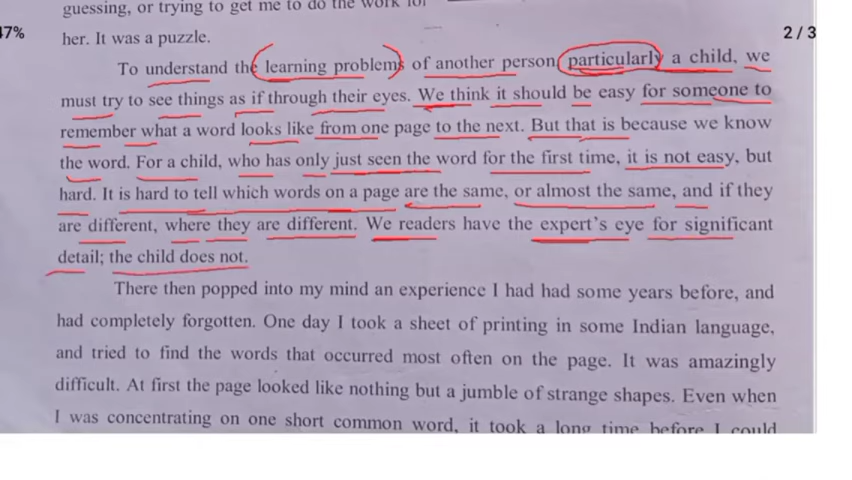 guessing, or trying to get me to do the work for
47%
her. It was a puzzle.
2 / 3
To understand the learning problems of another person particularly a child, we
must try to see things as if through their eyes. We think it should be easy for someone to
remember what a word looks like from one page to the next. But that is because we know
the word. For a child, who has only just seen the word for the first time, it is not easy, but
hard. It is hard to tell which words on a page are the same, or almost the same, and if they
are different, where they are different. We readers have the expert's eye for significant
detail; the child does not.
There then popped into my mind an experience I had had some years before, and
had completely forgotten. One day I took a sheet of printing in some Indian language,
and tried to find the words that occurred most often on the page. It was amazingly
difficult. At first the page looked like nothing but a jumble of strange shapes. Even when
I was concentrating on one short common word, it took a long time before I could